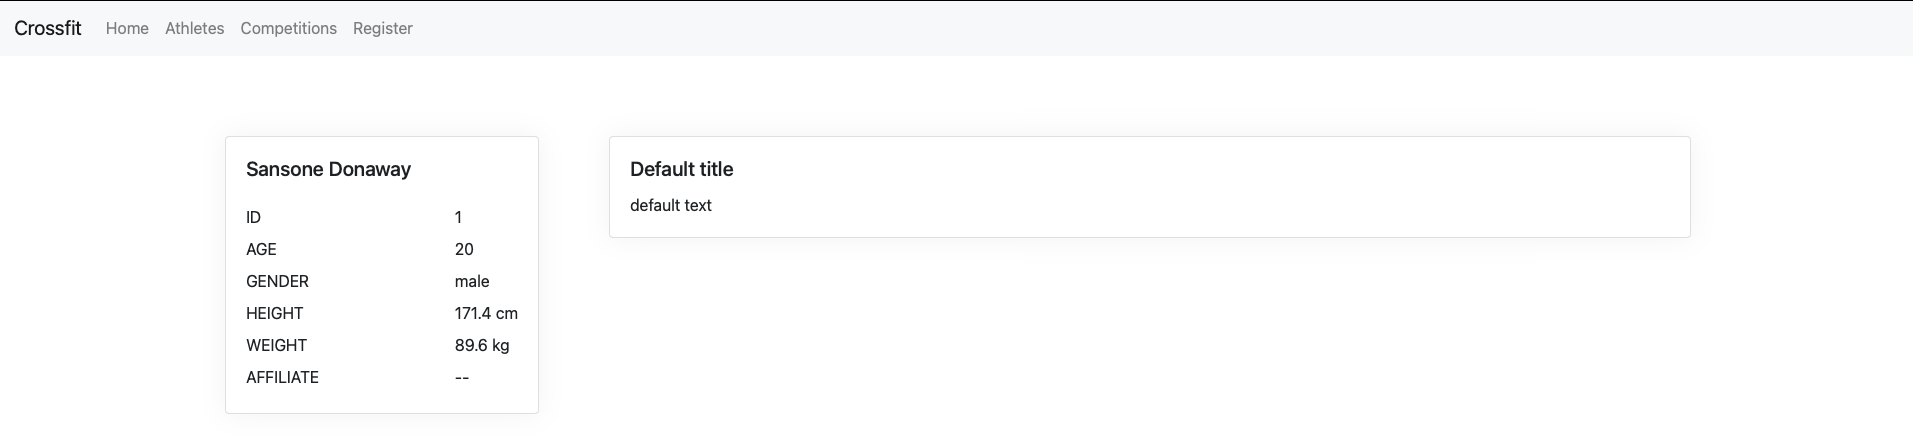 Crossfit Home Athletes Competitions Register
Sansone Donaway
ID 1
AGE 20
GENDER male
HEIGHT 171.4 cm
WEIGHT 89.6 kg
AFFILIATE --
Default title
default text